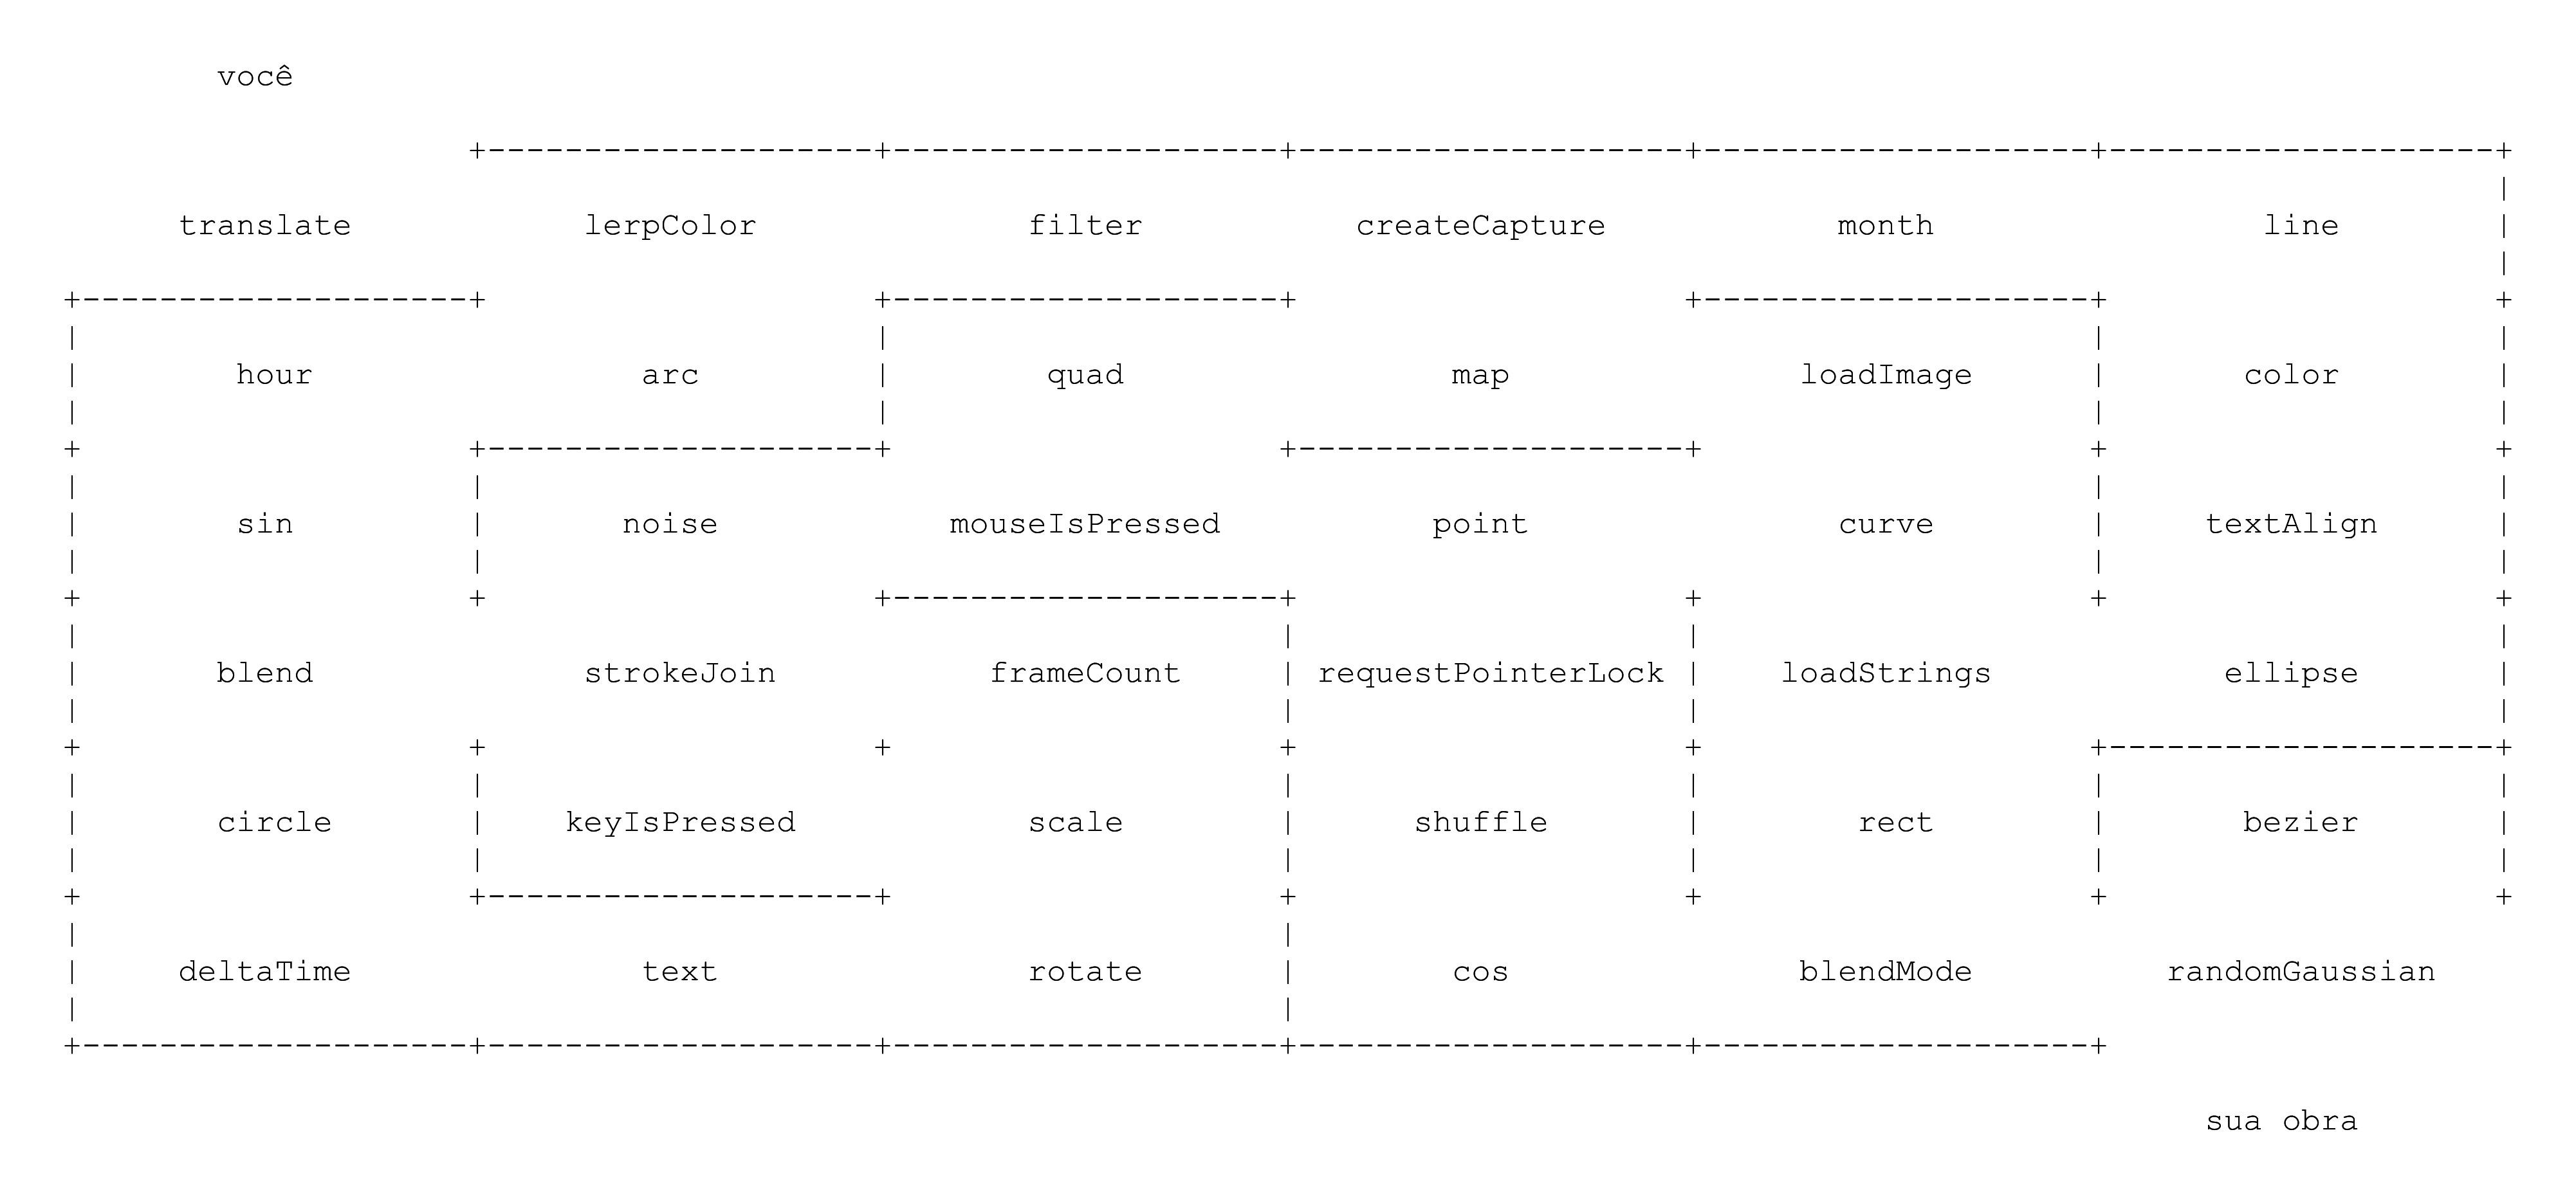 você
translate lerpColor filter createCapture month line
hour arc quad map loadImage color
sin noise mouseIsPressed point curve textAlign
blend strokeJoin frameCount requestPointerLock loadStrings ellipse
circle keyIsPressed scale shuffle rect bezier
deltaTime text rotate cos blendMode randomGaussian
sua obra